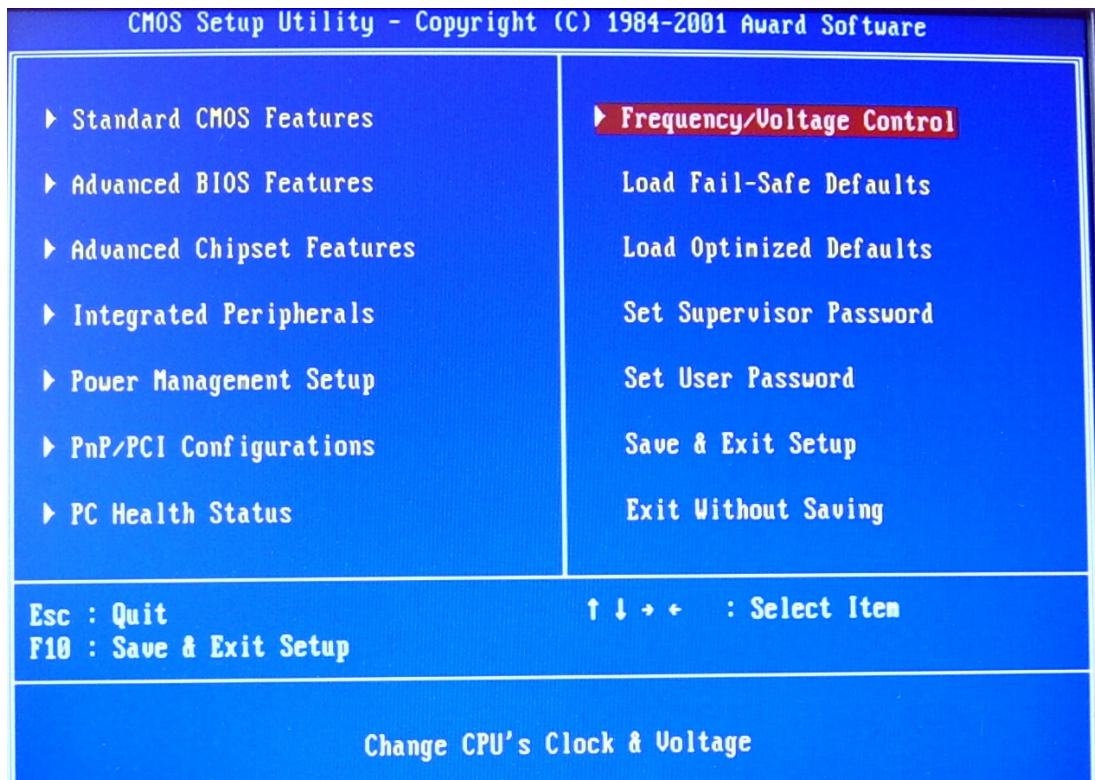 CMOS Setup Utility - Copyright (C) 1984-2001 Award Software
▶ Standard CMOS Features
▶ Advanced BIOS Features
▶ Advanced Chipset Features
▶ Integrated Peripherals
▶ Power Management Setup
▶ PnP/PCI Configurations
▶ PC Health Status
▶ Frequency/Voltage Control
Load Fail-Safe Defaults
Load Optimized Defaults
Set Supervisor Password
Set User Password
Save & Exit Setup
Exit Without Saving
Esc : Quit
F10 : Save & Exit Setup
↑ ↓ → ← : Select Item
Change CPU's Clock & Voltage